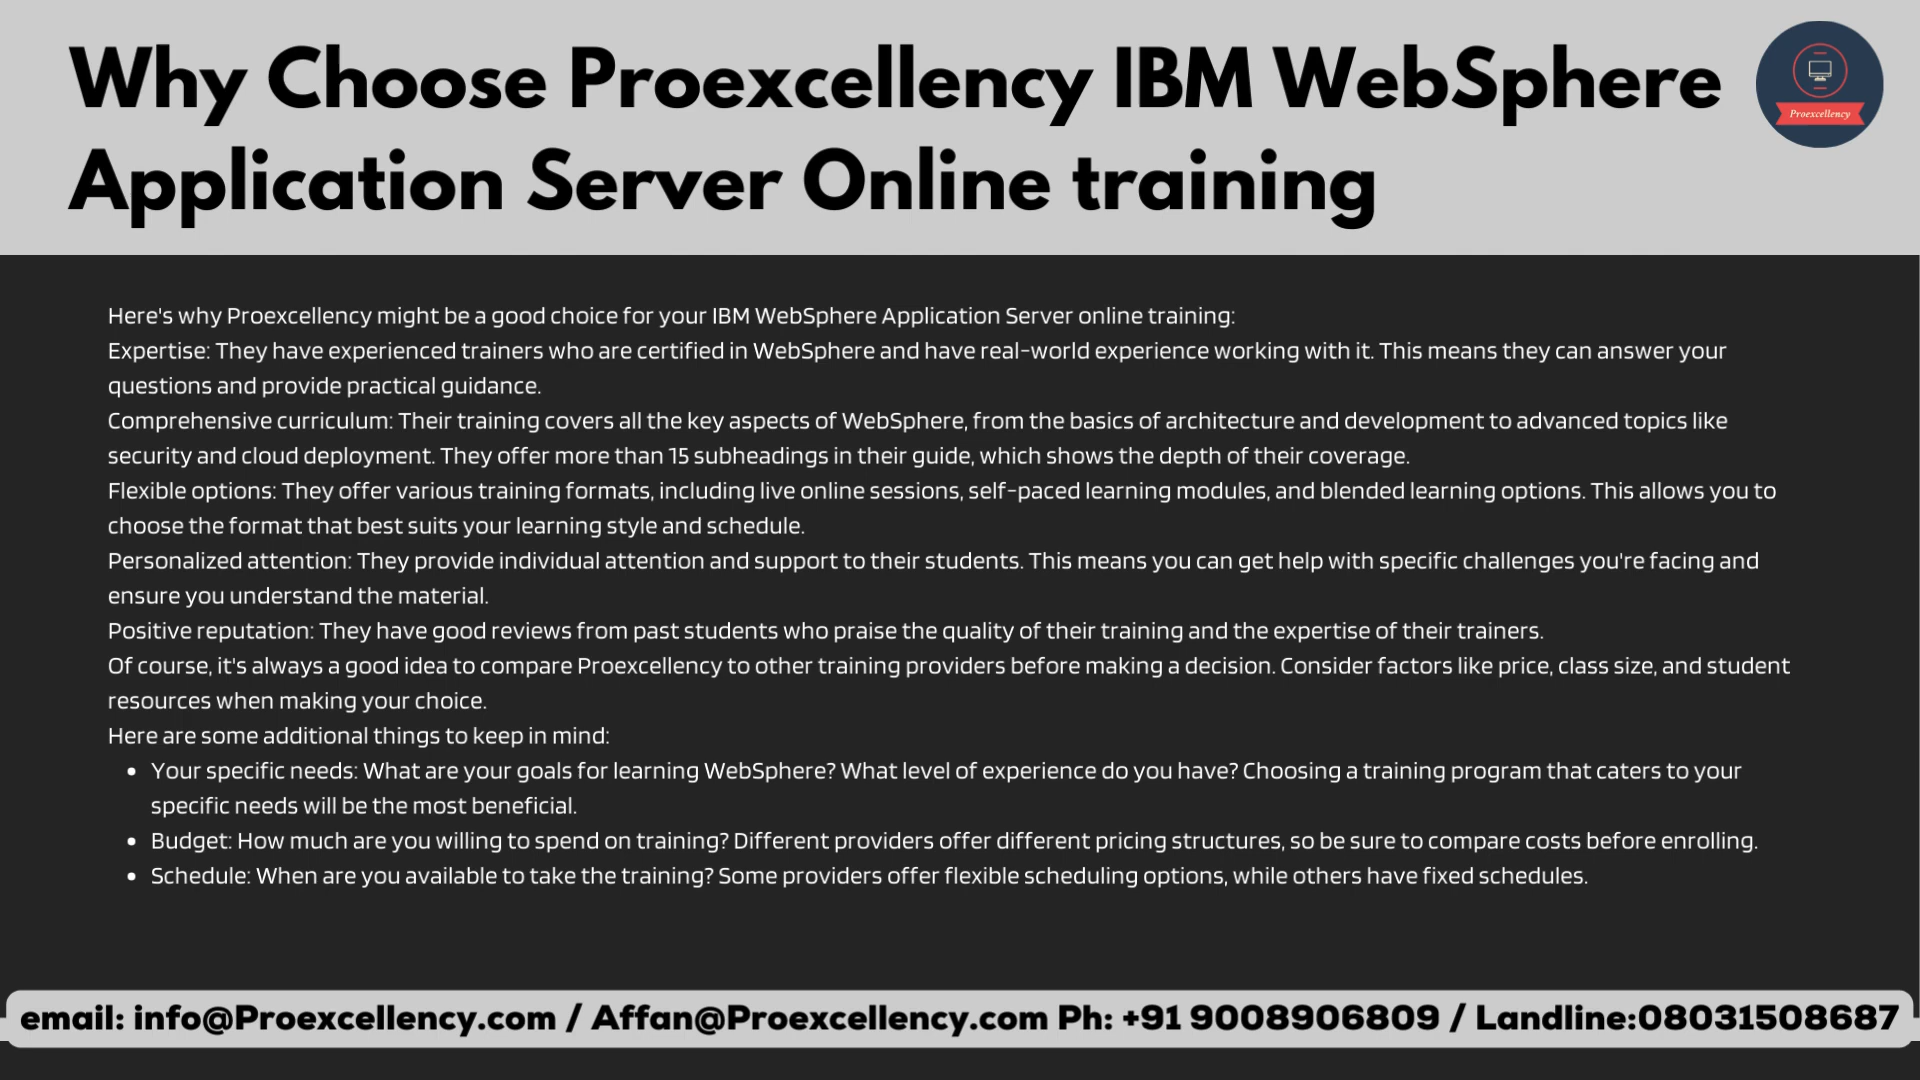 Why Choose Proexcellency IBM WebSphere
Application Server Online training
Proexcellency
Here's why Proexcellency might be a good choice for your IBM WebSphere Application Server online training:
Expertise: They have experienced trainers who are certified in WebSphere and have real-world experience working with it. This means they can answer your
questions and provide practical guidance.
Comprehensive curriculum: Their training covers all the key aspects of WebSphere, from the basics of architecture and development to advanced topics like
security and cloud deployment. They offer more than 15 subheadings in their guide, which shows the depth of their coverage.
Flexible options: They offer various training formats, including live online sessions, self-paced learning modules, and blended learning options. This allows you to
choose the format that best suits your learning style and schedule.
Personalized attention: They provide individual attention and support to their students. This means you can get help with specific challenges you're facing and
ensure you understand the material.
Positive reputation: They have good reviews from past students who praise the quality of their training and the expertise of their trainers.
Of course, it's always a good idea to compare Proexcellency to other training providers before making a decision. Consider factors like price, class size, and student
resources when making your choice.
Here are some additional things to keep in mind:
• Your specific needs: What are your goals for learning WebSphere? What level of experience do you have? Choosing a training program that caters to your
specific needs will be the most beneficial.
• Budget: How much are you willing to spend on training? Different providers offer different pricing structures, so be sure to compare costs before enrolling.
• Schedule: When are you available to take the training? Some providers offer flexible scheduling options, while others have fixed schedules.
email: info@Proexcellency.com / Affan@Proexcellency.com Ph: +91 9008906809 / Landline:08031508687